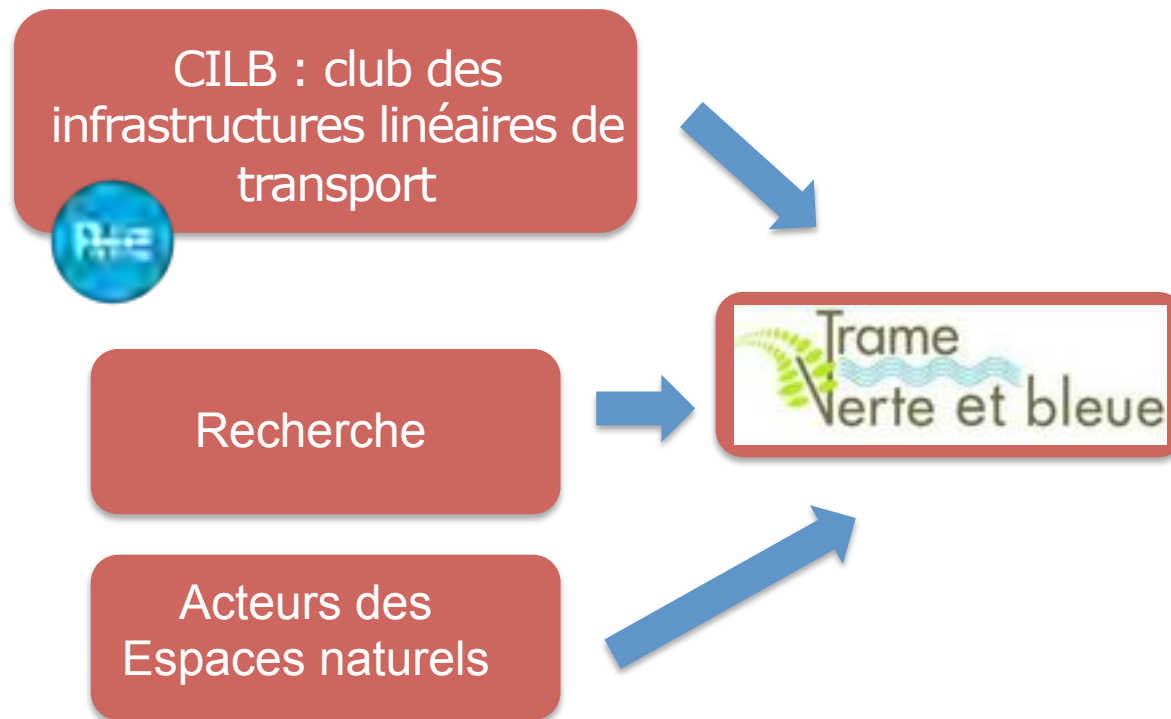 CILB : club des
infrastructures linéaires de
transport
Recherche
Acteurs des
Espaces naturels
Trame
Verte et bleue